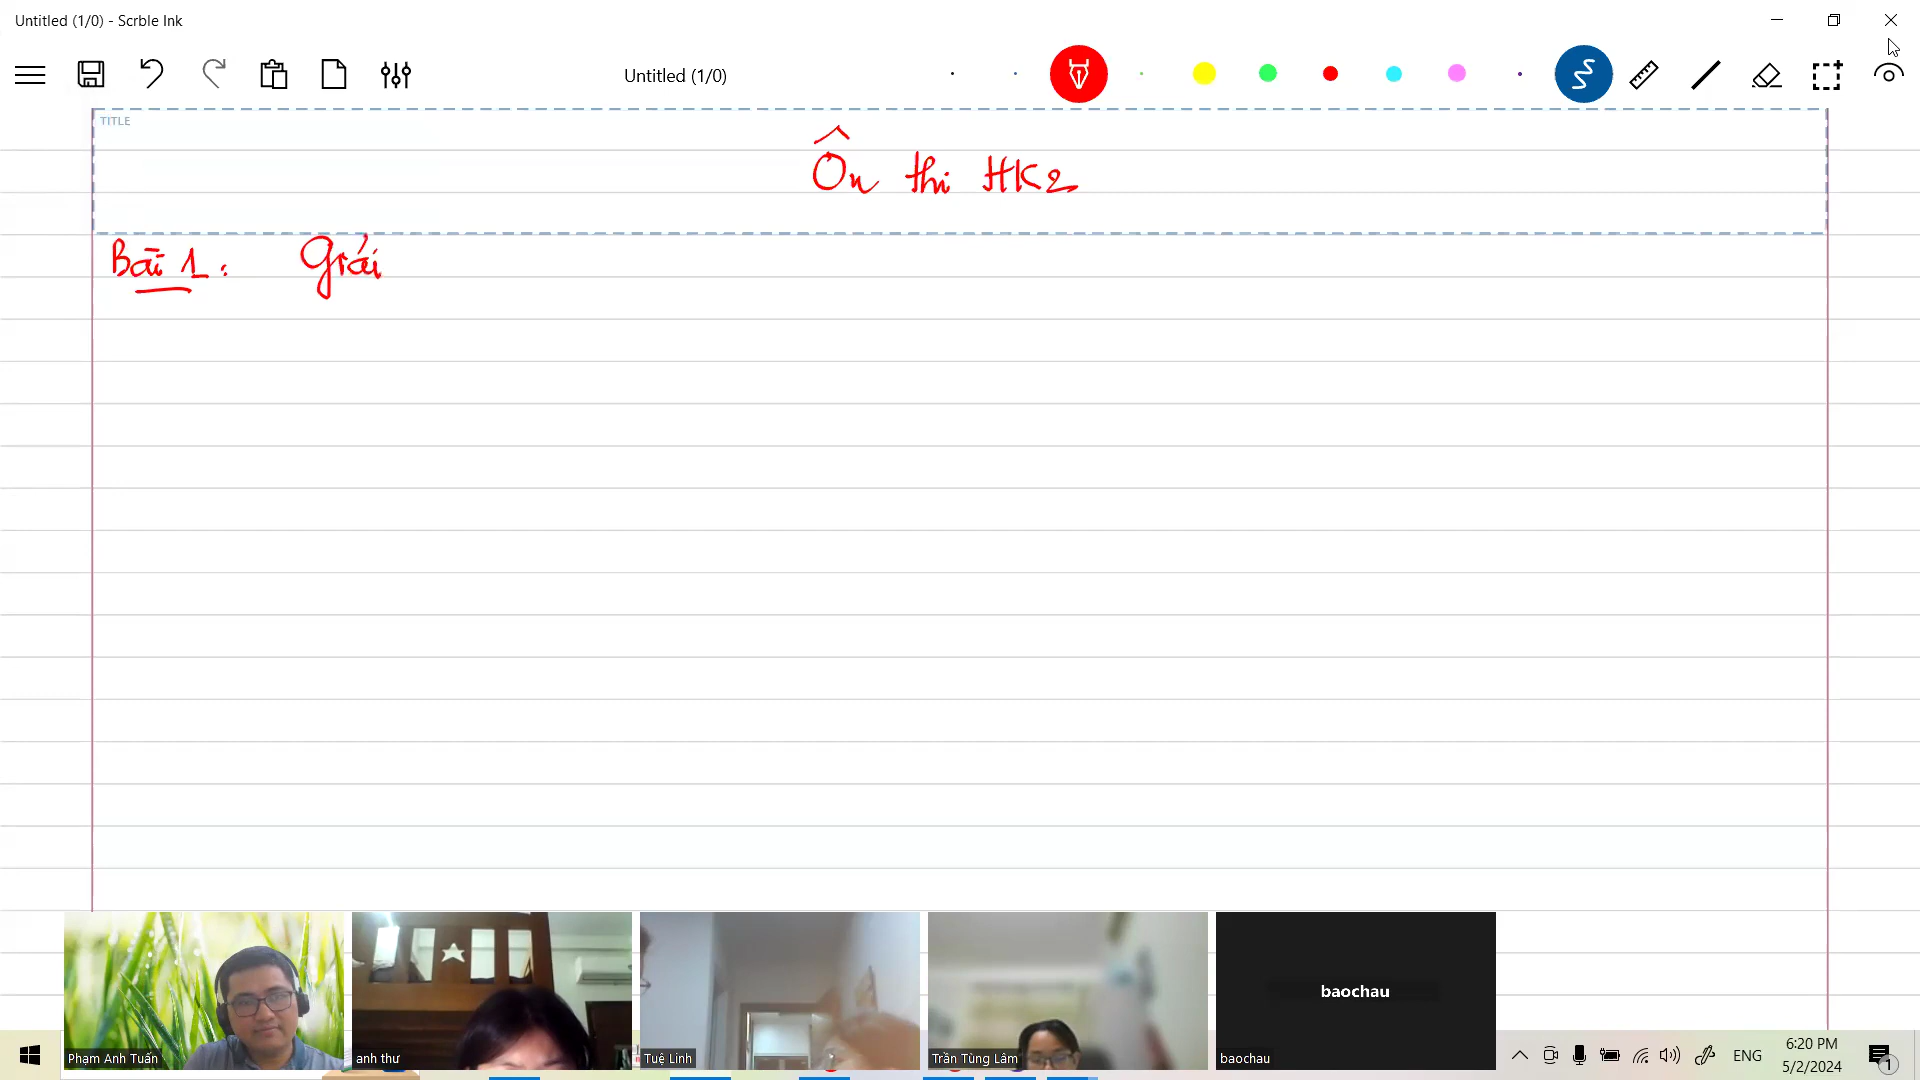 Untitled (1/0) - Scrble Ink
Untitled (1/0)
TITLE
Ôn thi HK2
Bài 1: Giải
baochau
Phạm Anh Tuấn
anh thư
Tuệ Linh
Trần Tùng Lâm
baochau
ENG
6:20 PM
5/2/2024
1